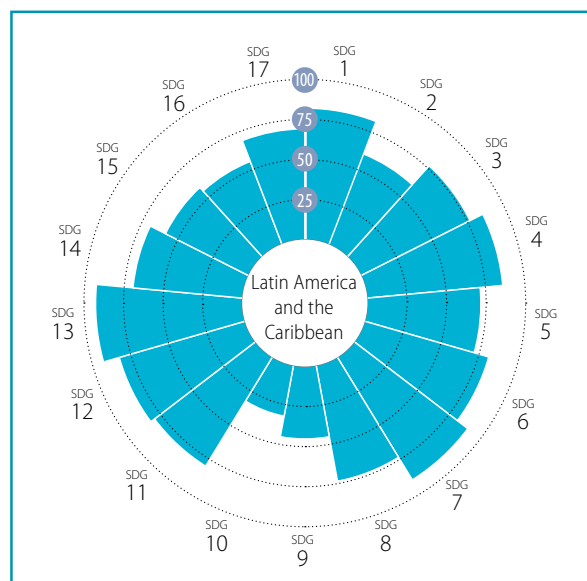 SDG
1
SDG
2
SDG
3
SDG
4
SDG
5
SDG
6
SDG
7
SDG
8
SDG
9
SDG
10
SDG
11
SDG
12
SDG
13
SDG
14
SDG
15
SDG
16
SDG
17
100
75
50
25
Latin America
and the
Caribbean